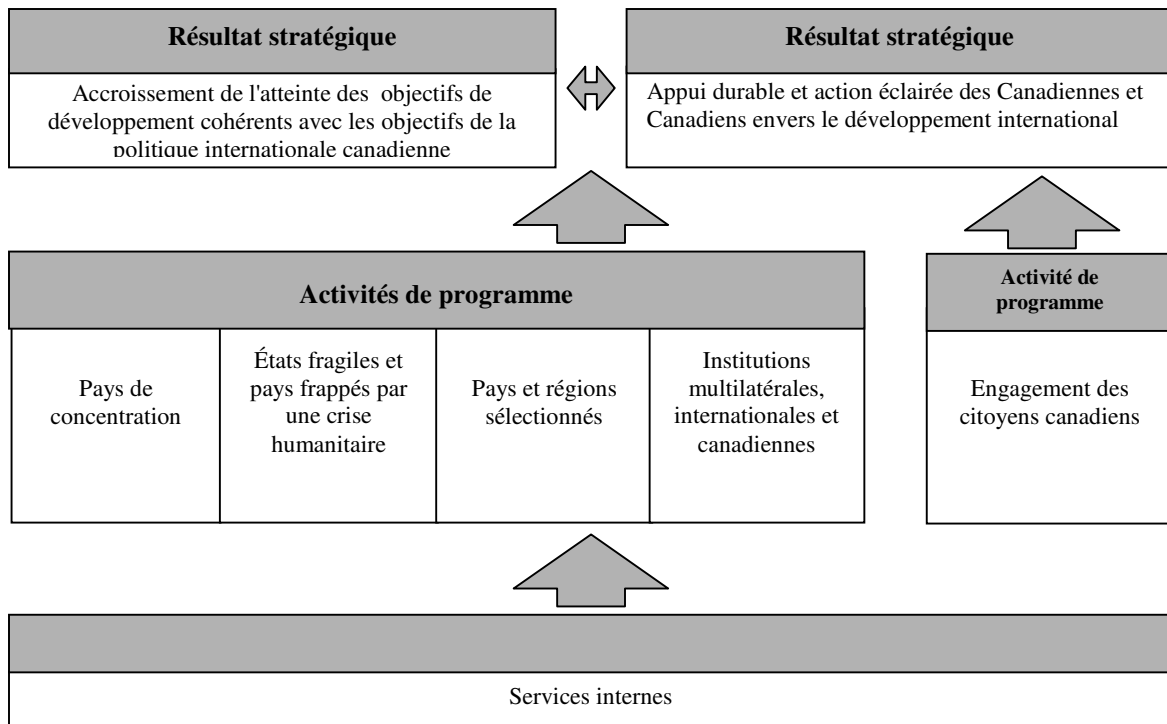 Résultat stratégique
Accroissement de l'atteinte des objectifs de
développement cohérents avec les objectifs de la
politique internationale canadienne
Résultat stratégique
Appui durable et action éclairée des Canadiennes et
Canadiens envers le développement international
Activités de programme
Pays de
concentration
États fragiles et
pays frappés par
une crise
humanitaire
Pays et régions
sélectionnés
Institutions
multilatérales,
internationales et
canadiennes
Activité de
programme
Engagement des
citoyens canadiens
Services internes